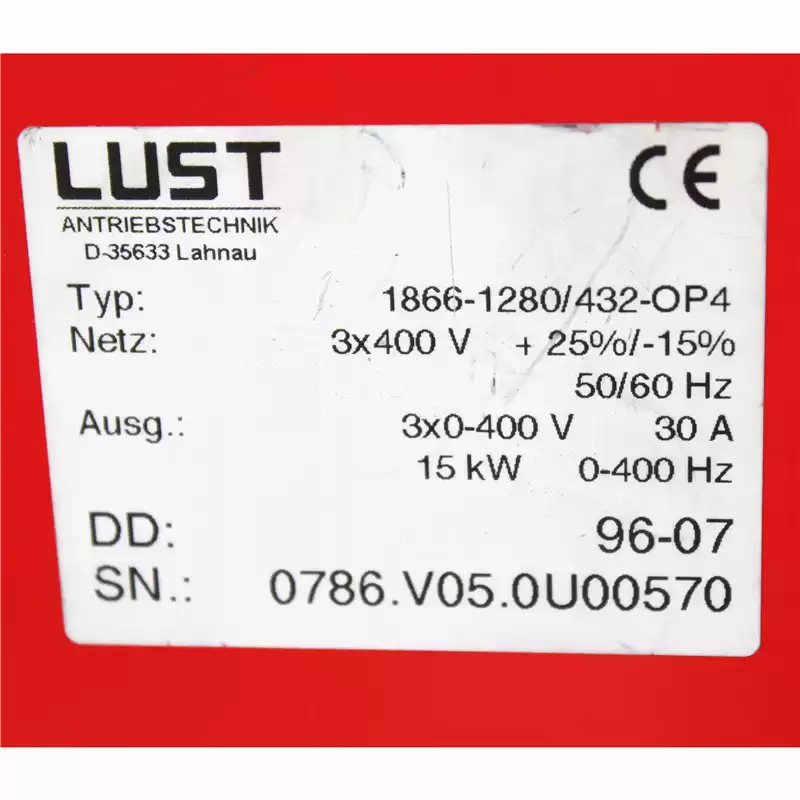 LUST CE
ANTRIEBSTECHNIK
D-35633 Lahnau
Typ: 1866-1280/432-OP4
Netz: 3x400 V + 25%/-15%
50/60 Hz
Ausg.: 3x0-400 V 30 A
15 kW 0-400 Hz
DD: 96-07
SN.: 0786.V05.0U00570